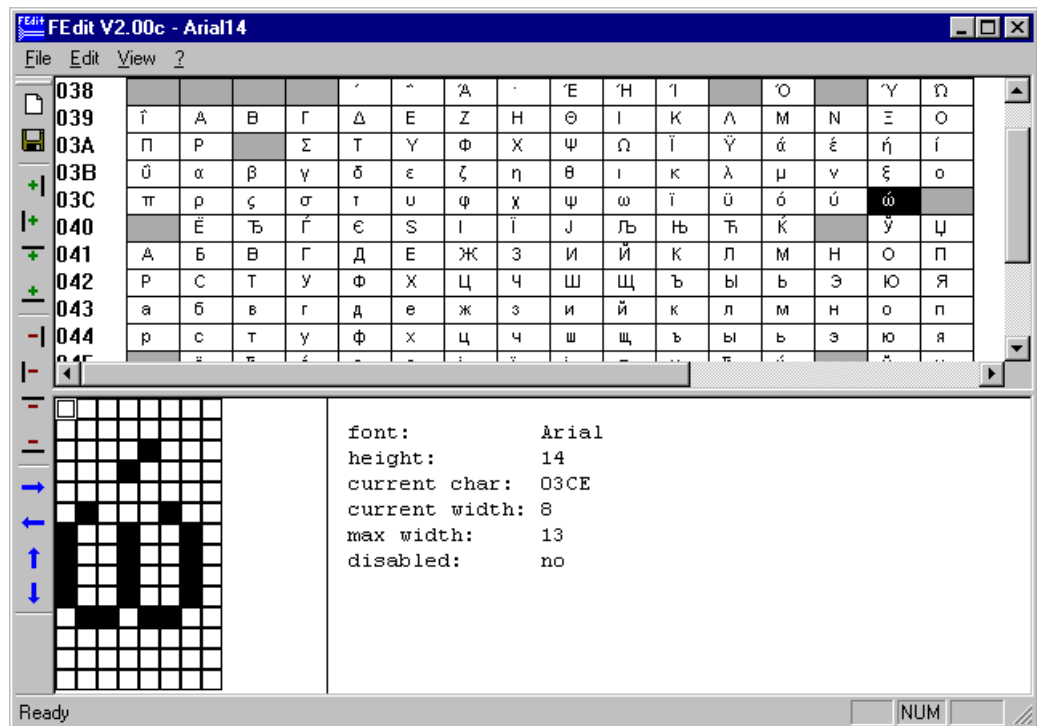 FEdit FEdit V2.00c - Arial14
File Edit View ?
038 ΄ ΅ Ά · Έ Ή Ί Ό Ύ Ώ
039 ΐ Α Β Γ Δ Ε Ζ Η Θ Ι Κ Λ Μ Ν Ξ Ο
03A Π Ρ Σ Τ Υ Φ Χ Ψ Ω Ϊ Ϋ ά έ ή ί
03B ΰ α β γ δ ε ζ η θ ι κ λ μ ν ξ ο
03C π ρ ς σ τ υ φ χ ψ ω ϊ ϋ ό ύ ώ
040 Ё Ђ Ѓ Є Ѕ І Ї Ј Љ Њ Ћ Ќ Ў Џ
041 А Б В Г Д Е Ж З И Й К Л М Н О П
042 Р С Т У Ф Х Ц Ч Ш Щ Ъ Ы Ь Э Ю Я
043 а б в г д е ж з и й к л м н о п
044 р с т у ф х ц ч ш щ ъ ы ь э ю я
font: Arial
height: 14
current char: 03CE
current width: 8
max width: 13
disabled: no
Ready NUM